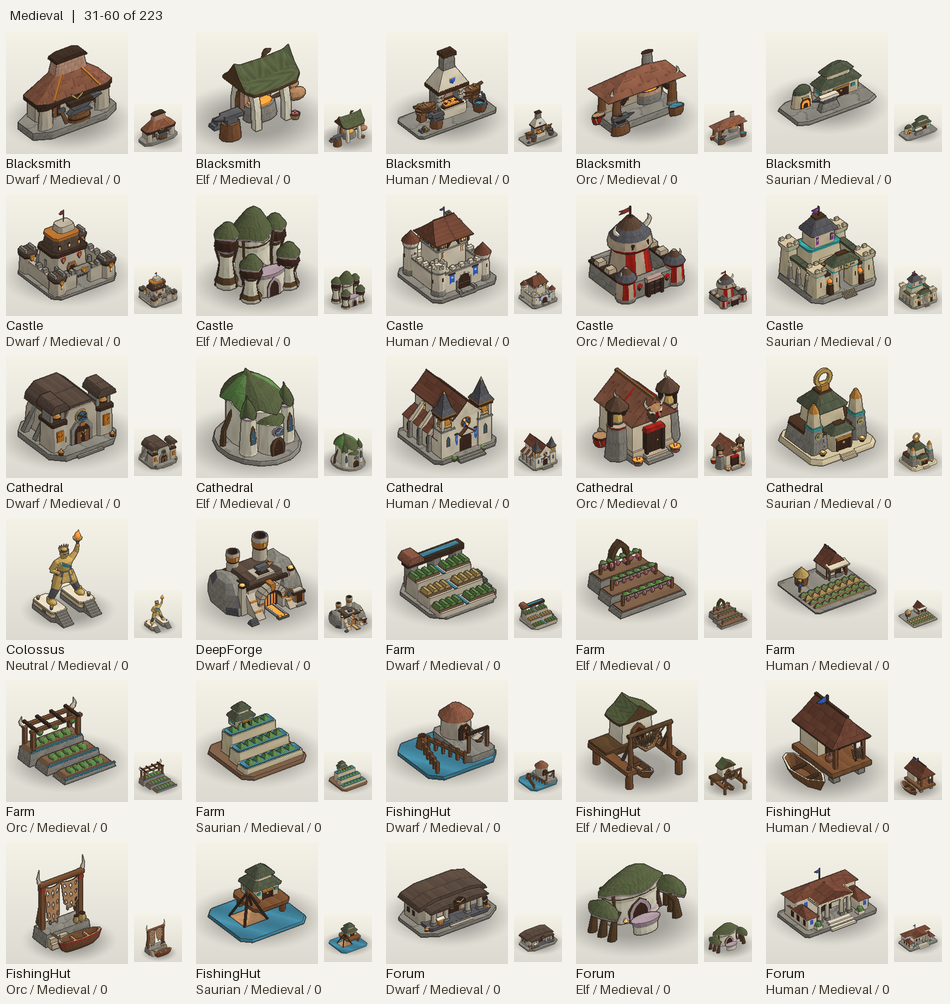 Medieval | 31-60 of 223
Blacksmith
Dwarf / Medieval / 0
Blacksmith
Elf / Medieval / 0
Blacksmith
Human / Medieval / 0
Blacksmith
Orc / Medieval / 0
Blacksmith
Saurian / Medieval / 0
Castle
Dwarf / Medieval / 0
Castle
Elf / Medieval / 0
Castle
Human / Medieval / 0
Castle
Orc / Medieval / 0
Castle
Saurian / Medieval / 0
Cathedral
Dwarf / Medieval / 0
Cathedral
Elf / Medieval / 0
Cathedral
Human / Medieval / 0
Cathedral
Orc / Medieval / 0
Cathedral
Saurian / Medieval / 0
Colossus
Neutral / Medieval / 0
DeepForge
Dwarf / Medieval / 0
Farm
Dwarf / Medieval / 0
Farm
Elf / Medieval / 0
Farm
Human / Medieval / 0
Farm
Orc / Medieval / 0
Farm
Saurian / Medieval / 0
FishingHut
Dwarf / Medieval / 0
FishingHut
Elf / Medieval / 0
FishingHut
Human / Medieval / 0
FishingHut
Orc / Medieval / 0
FishingHut
Saurian / Medieval / 0
Forum
Dwarf / Medieval / 0
Forum
Elf / Medieval / 0
Forum
Human / Medieval / 0